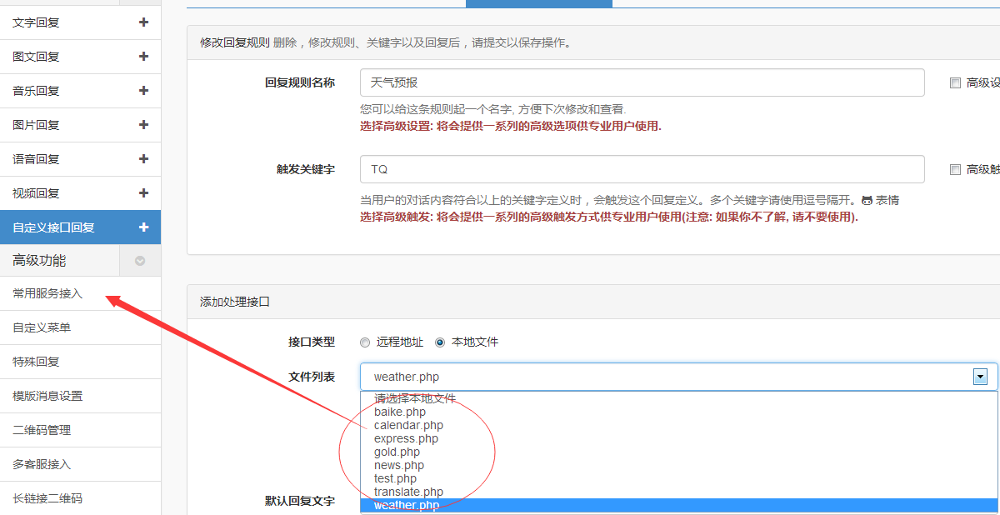 文字回复
图文回复
音乐回复
图片回复
语音回复
视频回复
自定义接口回复
高级功能
常用服务接入
自定义菜单
特殊回复
模版消息设置
二维码管理
多客服接入
长链接二维码
修改回复规则 删除，修改规则、关键字以及回复后，请提交以保存操作。
回复规则名称 天气预报 高级设
您可以给这条规则起一个名字, 方便下次修改和查看.
选择高级设置: 将会提供一系列的高级选项供专业用户使用.
触发关键字 TQ 高级触
当用户的对话内容符合以上的关键字定义时，会触发这个回复定义。多个关键字请使用逗号隔开。 表情
选择高级触发: 将会提供一系列的高级触发方式供专业用户使用(注意: 如果你不了解, 请不要使用).
添加处理接口
接口类型 远程地址 本地文件
文件列表 weather.php
请选择本地文件
baike.php
calendar.php
express.php
gold.php
news.php
test.php
translate.php
weather.php
默认回复文字